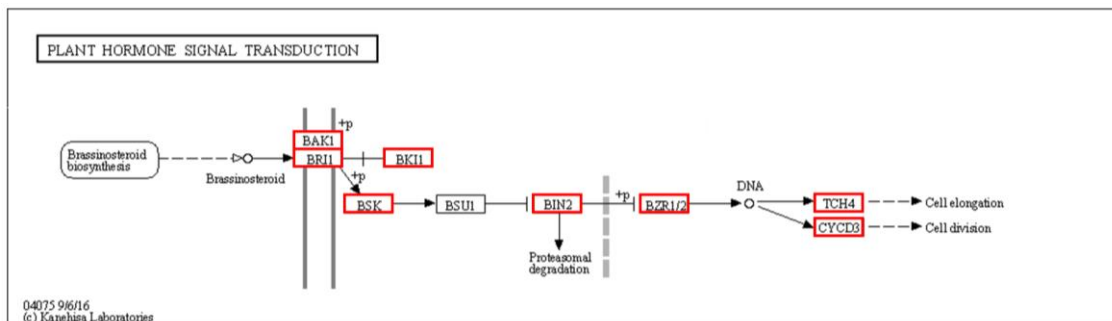 PLANT HORMONE SIGNAL TRANSDUCTION
+p
BAK1
Brassinosteroid
biosynthesis
BRI1
BKI1
Brassinosteroid
+p
BSK
BSU1
BIN2
+p
BZR1/2
DNA
TCH4
Cell elongation
CYCD3
Cell division
Proteasomal
degradation
04075 9/6/16
(c) Kanehisa Laboratories